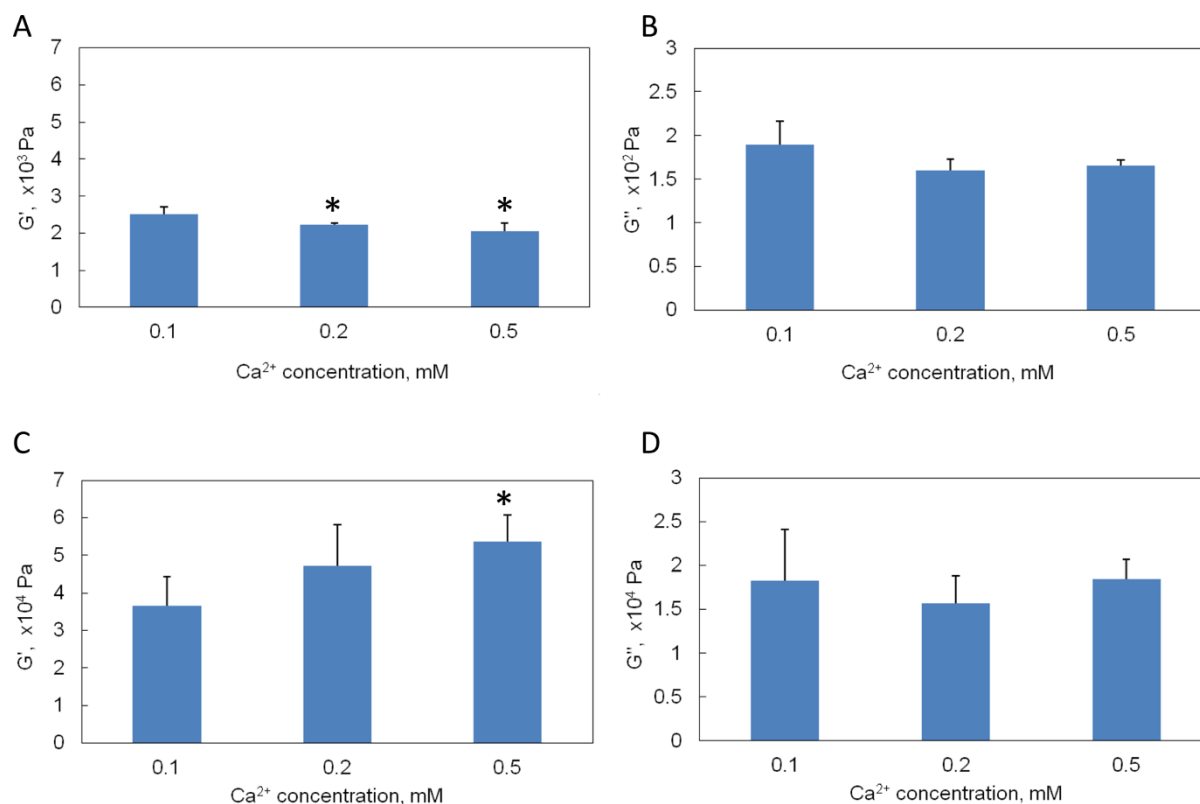 A
7
6
5
4
3
2
1
0
G', x10³ Pa
* *
0.1 0.2 0.5
Ca²⁺ concentration, mM
B
3
2.5
2
1.5
1
0.5
0
G'', x10² Pa
0.1 0.2 0.5
Ca²⁺ concentration, mM
C
7
6
5
4
3
2
1
0
G', x10⁴ Pa
*
0.1 0.2 0.5
Ca²⁺ concentration, mM
D
3
2.5
2
1.5
1
0.5
0
G'', x10⁴ Pa
0.1 0.2 0.5
Ca²⁺ concentration, mM